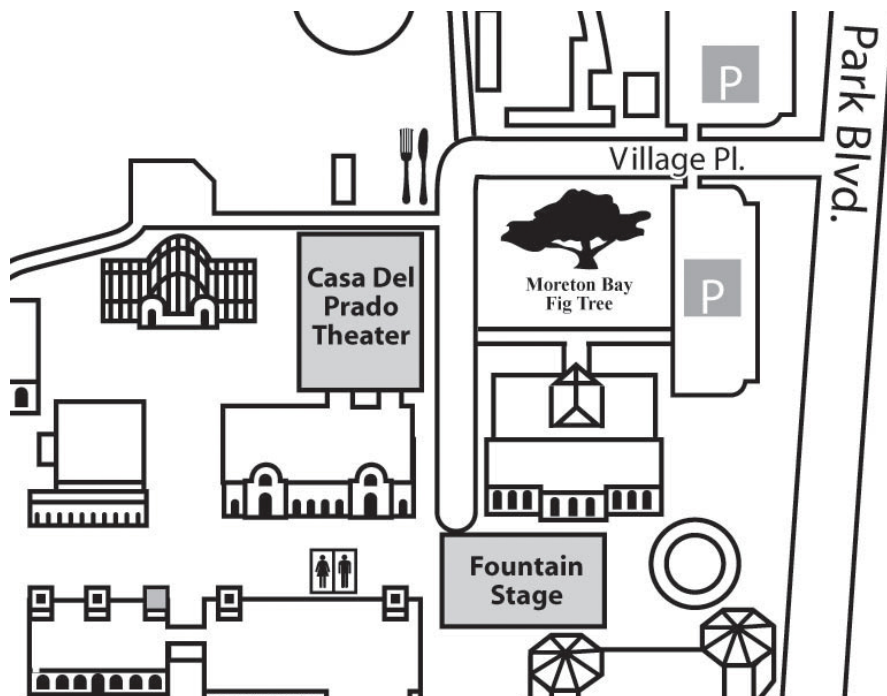 P
Park Blvd.
Village Pl.
Moreton Bay
Fig Tree
P
Casa Del
Prado
Theater
Fountain
Stage